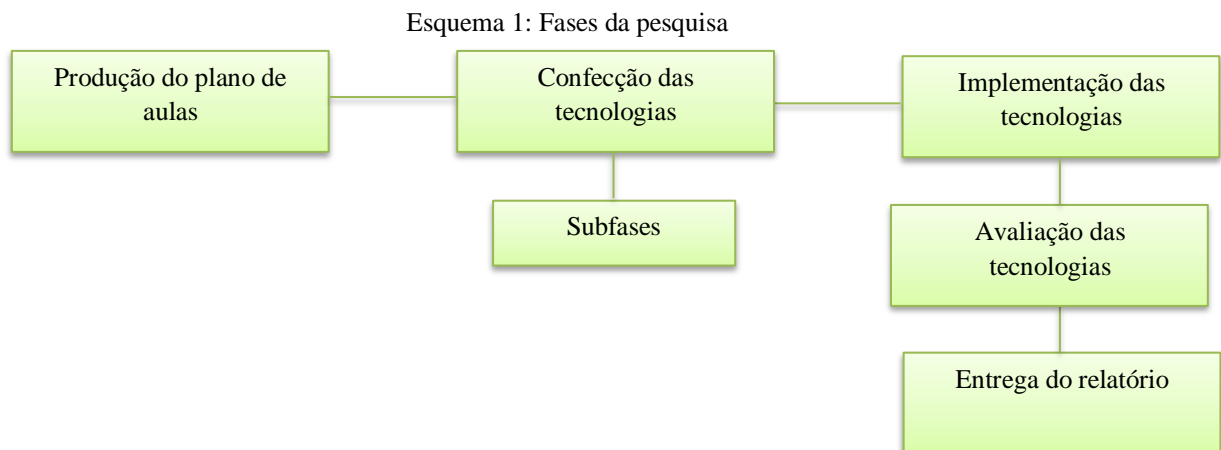 Esquema 1: Fases da pesquisa
Produção do plano de
aulas
Confecção das
tecnologias
Implementação das
tecnologias
Subfases
Avaliação das
tecnologias
Entrega do relatório